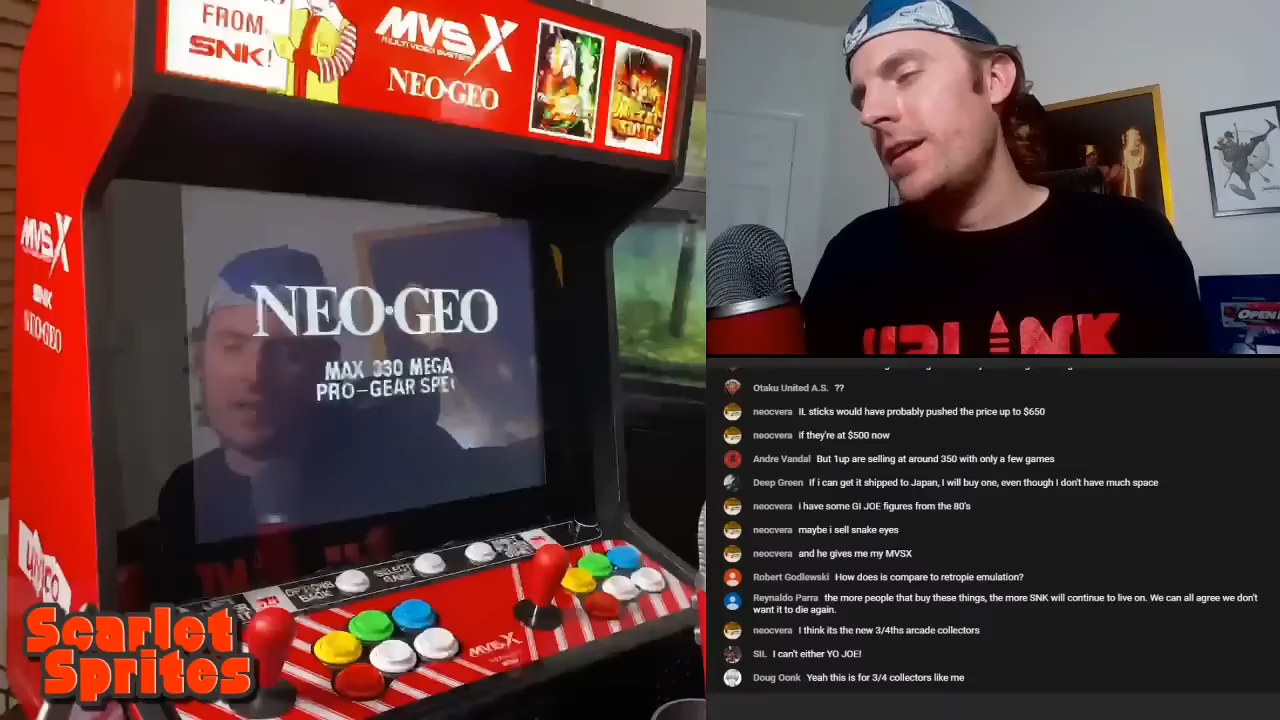 FROM
SNK!
MVSX
MULTI VIDEO SYSTEM
NEO·GEO
MVSX
SNK
NEO·GEO
NEO·GEO
MAX 330 MEGA
PRO-GEAR SPE
OPTIONS
BACK
SELECT
GAME
MVSX
Scarlet
Sprites
OPEN
Otaku United A.S. ??
neocvera IL sticks would have probably pushed the price up to $650
neocvera if they're at $500 now
Andre Vandal But 1up are selling at around 350 with only a few games
Deep Green If i can get it shipped to Japan, I will buy one, even though I don't have much space
neocvera i have some GI JOE figures from the 80's
neocvera maybe i sell snake eyes
neocvera and he gives me my MVSX
Robert Godlewski How does is compare to retropie emulation?
Reynaldo Parra the more people that buy these things, the more SNK will continue to live on. We can all agree we don't
want it to die again.
neocvera I think its the new 3/4ths arcade collectors
SIL I can't either YO JOE!
Doug Oonk Yeah this is for 3/4 collectors like me